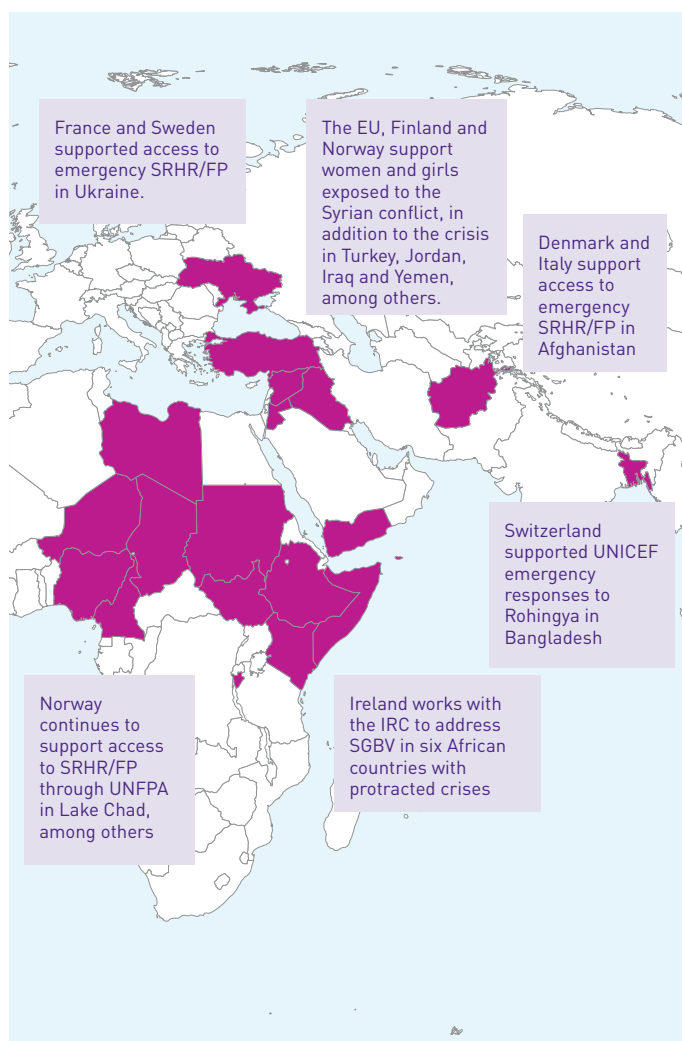 France and Sweden
supported access to
emergency SRHR/FP
in Ukraine.
The EU, Finland and
Norway support
women and girls
exposed to the
Syrian conflict, in
addition to the crisis
in Turkey, Jordan,
Iraq and Yemen,
among others.
Denmark and
Italy support
access to
emergency
SRHR/FP in
Afghanistan
Switzerland
supported UNICEF
emergency
responses to
Rohingya in
Bangladesh
Norway
continues to
support access
to SRHR/FP
through UNFPA
in Lake Chad,
among others
Ireland works with
the IRC to address
SGBV in six African
countries with
protracted crises